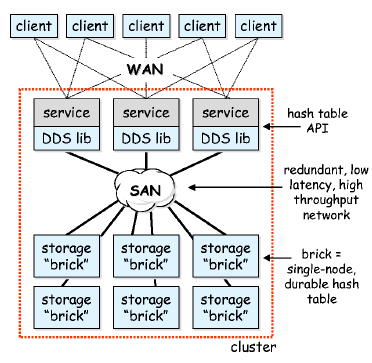 client client client client client
WAN
service service service
DDS lib DDS lib DDS lib
hash table
API
SAN
redundant, low
latency, high
throughput
network
storage storage storage
"brick" "brick" "brick"
brick =
single-node,
durable hash
table
storage storage storage
"brick" "brick" "brick"
cluster